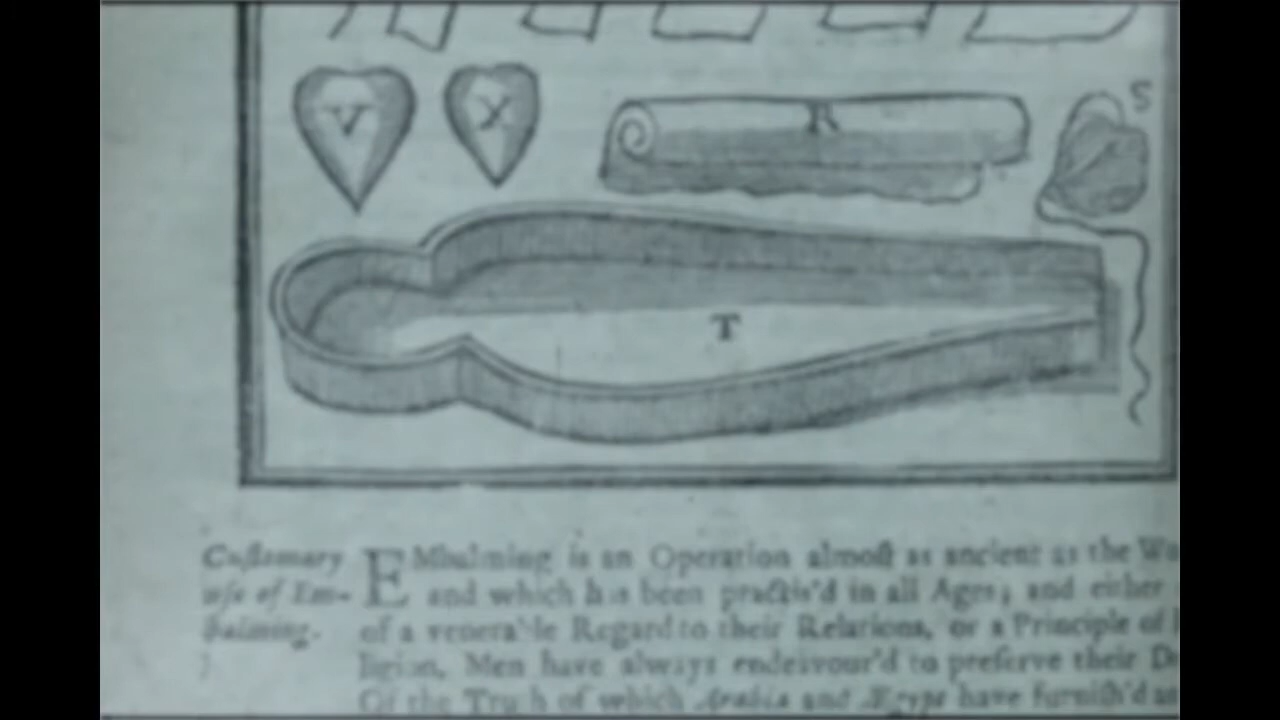 S
V X R
T
Customary
use of Em-
balming.
EMbalming is an Operation almost as ancient as the
and which has been practis'd in all Ages; and either
of a venerable Regard to their Relations, or a Principle of
ligion, Men have always endeavour'd to preserve their
Of the Truth of which Arabia and Ægypt have furnish'd